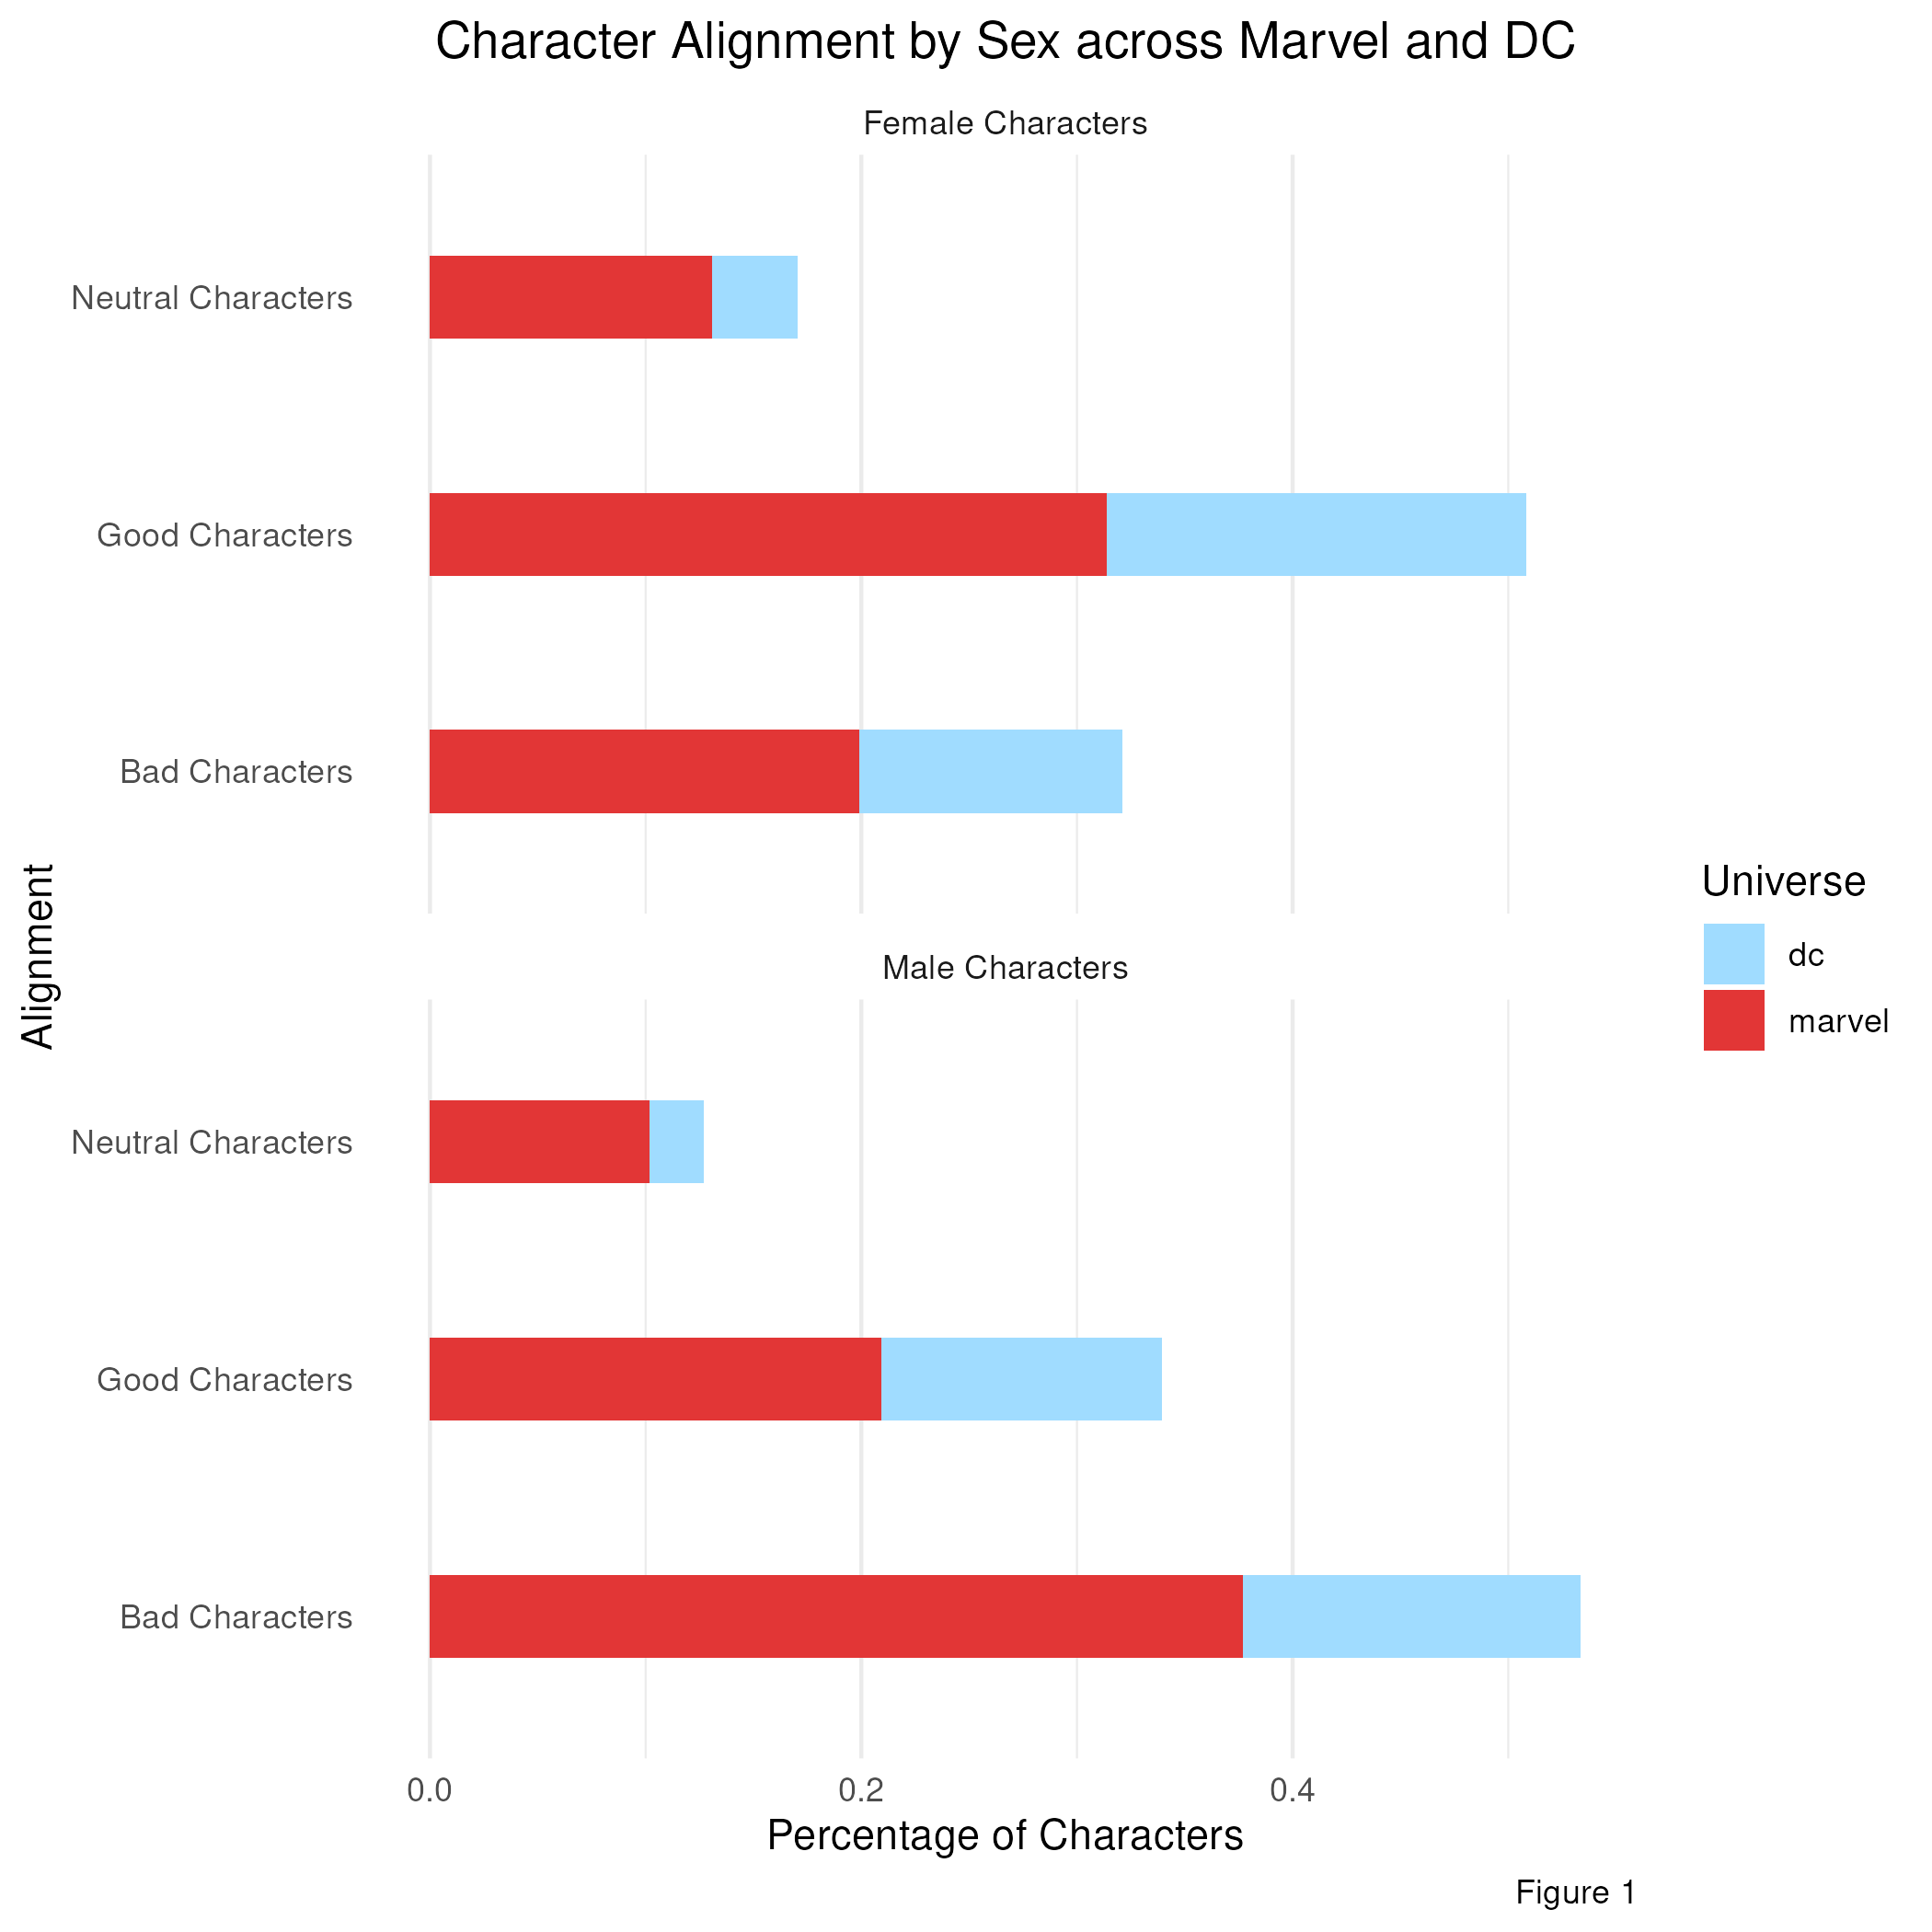 Character Alignment by Sex across Marvel and DC
Female Characters
Neutral Characters
Good Characters
Bad Characters
Alignment
Male Characters
Neutral Characters
Good Characters
Bad Characters
0.0 0.2 0.4
Percentage of Characters
Universe
dc
marvel
Figure 1